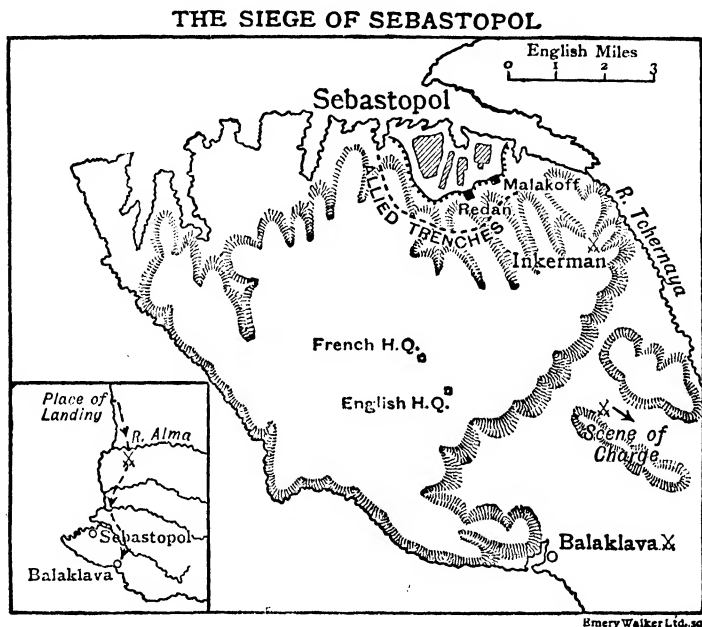 THE SIEGE OF SEBASTOPOL
English Miles
0 1 2 3
Sebastopol
Malakoff
Redan
ALLIED TRENCHES
R. Tchernaya
Inkerman
French H.Q.
English H.Q.
Scene of
Charge
Balaklava
Place of
Landing
R. Alma
Sebastopol
Balaklava
Emery Walker Ltd. sc.